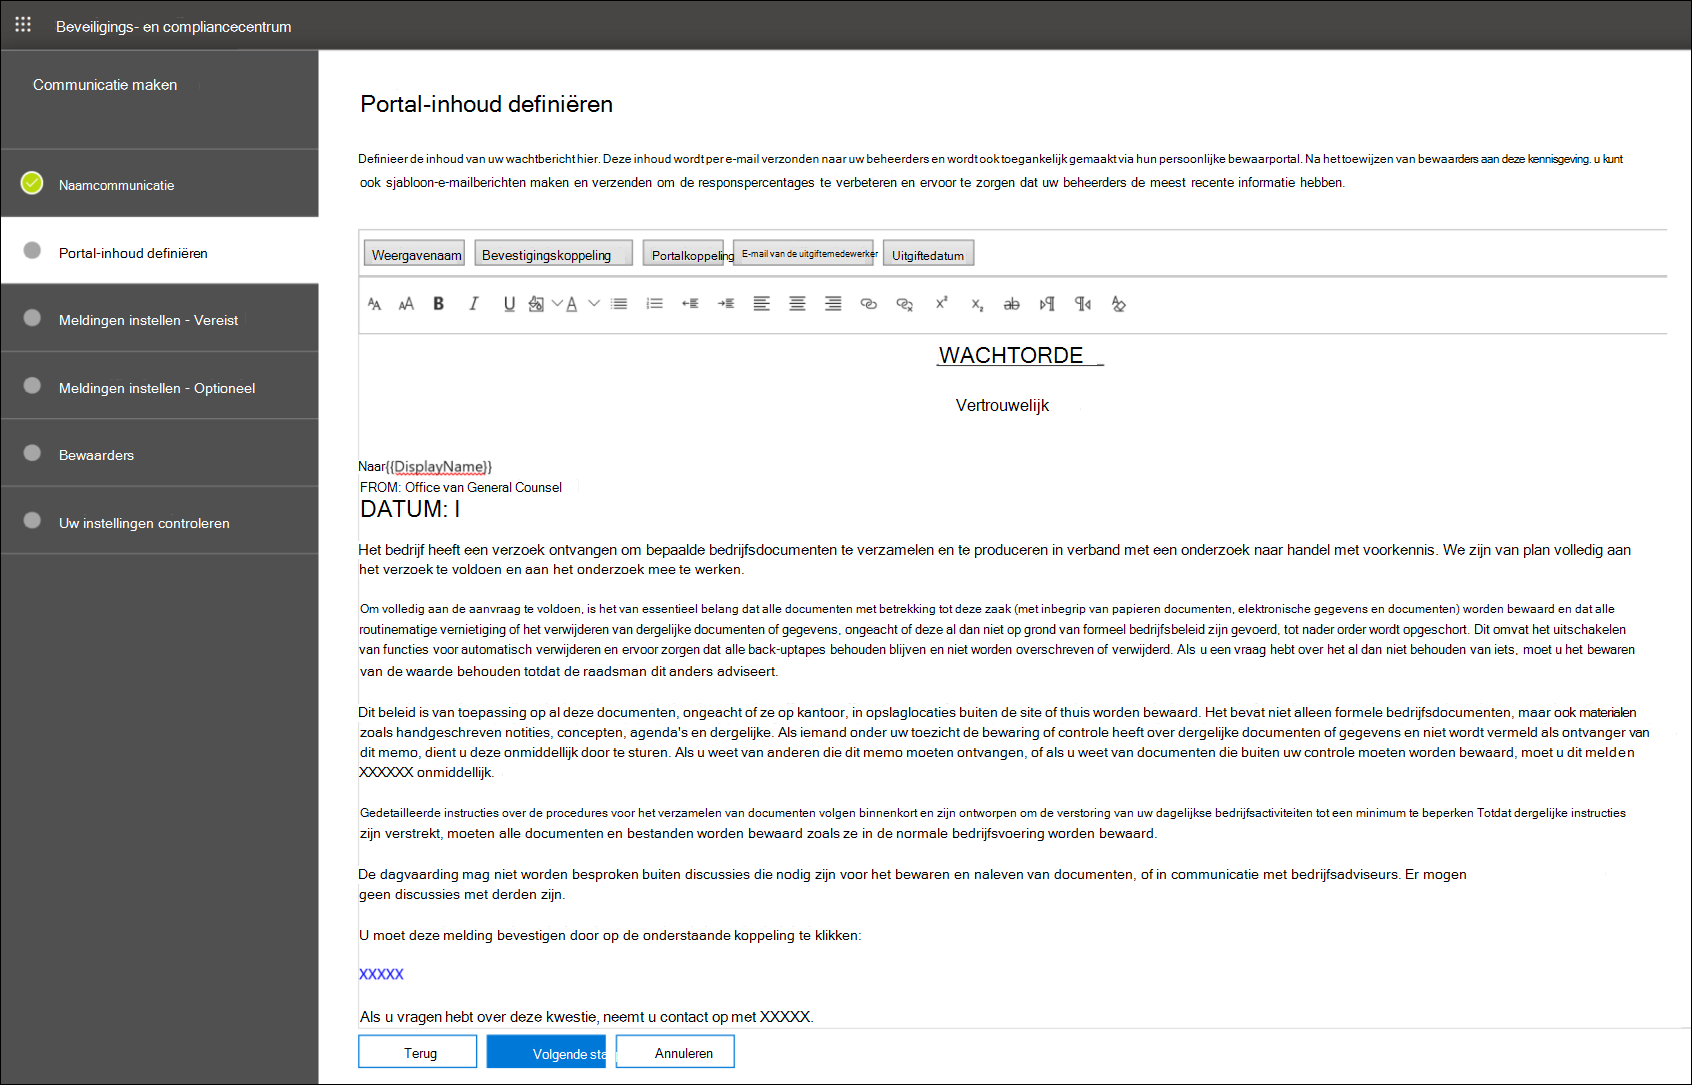 Beveiligings- en compliancecentrum
Communicatie maken
Naamcommunicatie
Portal-inhoud definiëren
Meldingen instellen - Vereist
Meldingen instellen - Optioneel
Bewaarders
Uw instellingen controleren
Portal-inhoud definiëren
Definieer de inhoud van uw wachtbericht hier. Deze inhoud wordt per e-mail verzonden naar uw beheerders en wordt ook toegankelijk gemaakt via hun persoonlijke bewaarportal. Na het toewijzen van bewaarders aan deze kennisgeving. u kunt
ook sjabloon-e-mailberichten maken en verzenden om de responspercentages te verbeteren en ervoor te zorgen dat uw beheerders de meest recente informatie hebben.
Weergavenaam Bevestigingskoppeling Portalkoppeling E-mail van de uitgiftemedewerker Uitgiftedatum
WACHTORDE _
Vertrouwelijk
Naar{{DisplayName}}
FROM: Office van General Counsel
DATUM: I
Het bedrijf heeft een verzoek ontvangen om bepaalde bedrijfsdocumenten te verzamelen en te produceren in verband met een onderzoek naar handel met voorkennis. We zijn van plan volledig aan
het verzoek te voldoen en aan het onderzoek mee te werken.
Om volledig aan de aanvraag te voldoen, is het van essentieel belang dat alle documenten met betrekking tot deze zaak (met inbegrip van papieren documenten, elektronische gegevens en documenten) worden bewaard en dat alle
routinematige vernietiging of het verwijderen van dergelijke documenten of gegevens, ongeacht of deze al dan niet op grond van formeel bedrijfsbeleid zijn gevoerd, tot nader order wordt opgeschort. Dit omvat het uitschakelen
van functies voor automatisch verwijderen en ervoor zorgen dat alle back-uptapes behouden blijven en niet worden overschreven of verwijderd. Als u een vraag hebt over het al dan niet behouden van iets, moet u het bewaren
van de waarde behouden totdat de raadsman dit anders adviseert.
Dit beleid is van toepassing op al deze documenten, ongeacht of ze op kantoor, in opslaglocaties buiten de site of thuis worden bewaard. Het bevat niet alleen formele bedrijfsdocumenten, maar ook materialen
zoals handgeschreven notities, concepten, agenda's en dergelijke. Als iemand onder uw toezicht de bewaring of controle heeft over dergelijke documenten of gegevens en niet wordt vermeld als ontvanger van
dit memo, dient u deze onmiddellijk door te sturen. Als u weet van anderen die dit memo moeten ontvangen, of als u weet van documenten die buiten uw controle moeten worden bewaard, moet u dit melden
XXXXXX onmiddellijk.
Gedetailleerde instructies over de procedures voor het verzamelen van documenten volgen binnenkort en zijn ontworpen om de verstoring van uw dagelijkse bedrijfsactiviteiten tot een minimum te beperken Totdat dergelijke instructies
zijn verstrekt, moeten alle documenten en bestanden worden bewaard zoals ze in de normale bedrijfsvoering worden bewaard.
De dagvaarding mag niet worden besproken buiten discussies die nodig zijn voor het bewaren en naleven van documenten, of in communicatie met bedrijfsadviseurs. Er mogen
geen discussies met derden zijn.
U moet deze melding bevestigen door op de onderstaande koppeling te klikken:
XXXXX
Als u vragen hebt over deze kwestie, neemt u contact op met XXXXX.
Terug Volgende sta Annuleren